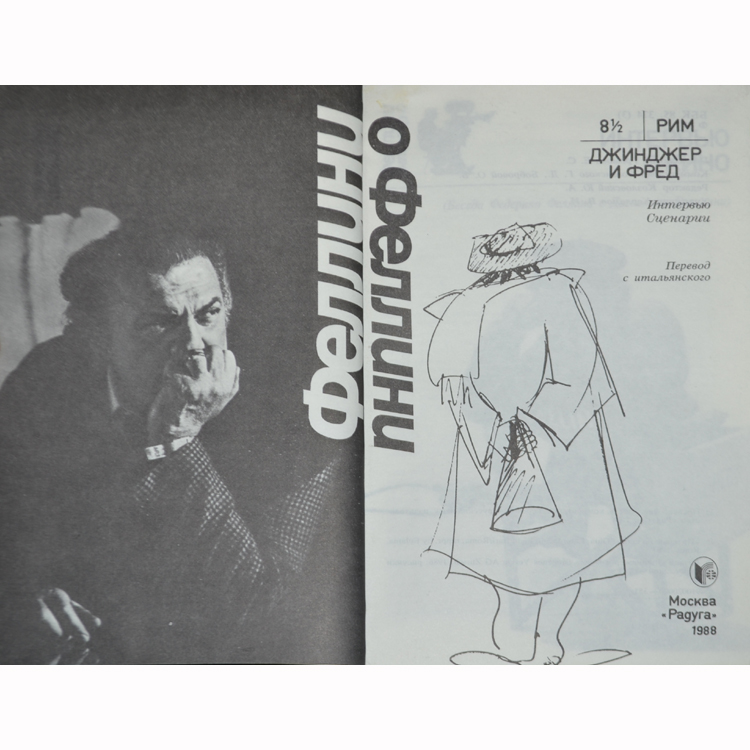 Феллини
о Феллини
8½ РИМ
ДЖИНДЖЕР
И ФРЕД
Интервью
Сценарии
Перевод
с итальянского
Москва
«Радуга»
1988